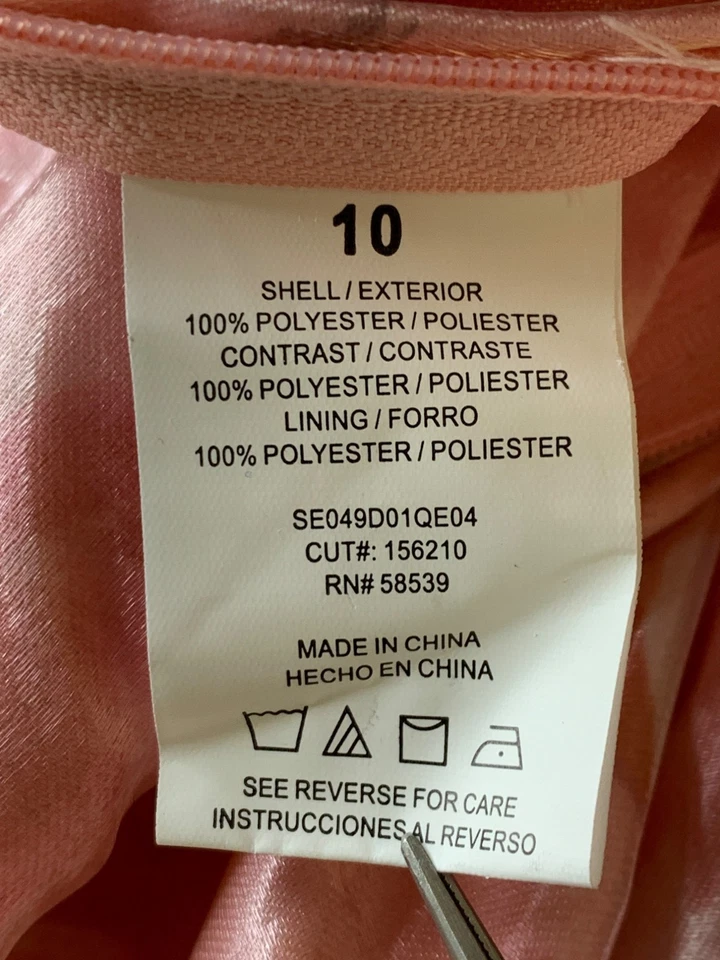 10
SHELL / EXTERIOR
100% POLYESTER / POLIESTER
CONTRAST / CONTRASTE
100% POLYESTER / POLIESTER
LINING / FORRO
100% POLYESTER / POLIESTER
SE049D01QE04
CUT#: 156210
RN# 58539
MADE IN CHINA
HECHO EN CHINA
SEE REVERSE FOR CARE
INSTRUCCIONES AL REVERSO